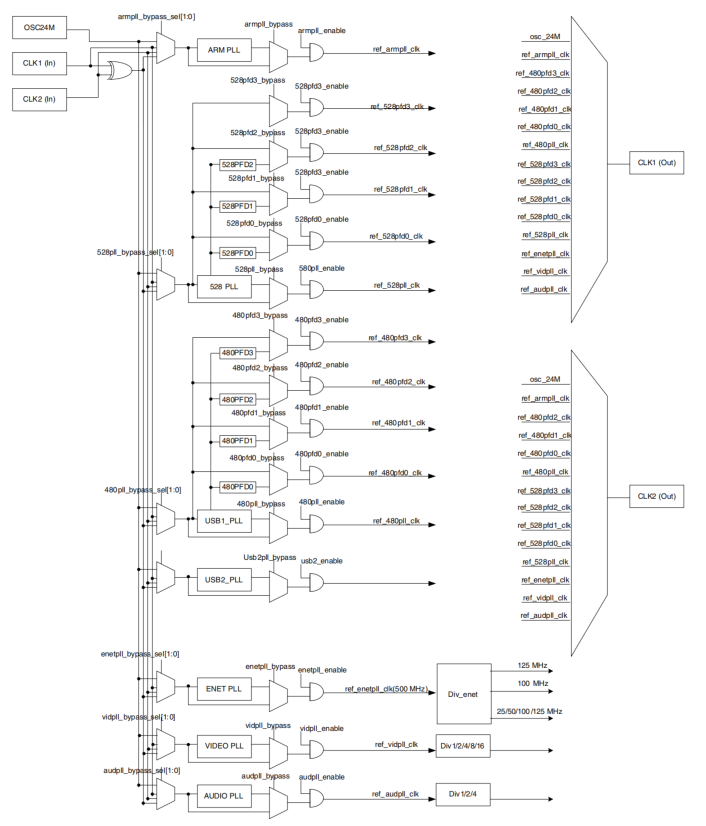 armpll_bypass_sel[1:0]
OSC24M
CLK1 (In)
CLK2 (In)
armpll_bypass
armpll_enable
ARM PLL
ref_armpll_clk
528pfd3_bypass
528pfd3_enable
ref_528pfd3_clk
528pfd2_bypass
528pfd3_enable
528PFD2
ref_528pfd2_clk
528pfd1_bypass
528pfd3_enable
528PFD1
ref_528pfd1_clk
528pfd0_bypass
528pfd0_enable
528PFD0
ref_528pfd0_clk
528pll_bypass_sel[1:0]
528pll_bypass
580pll_enable
528 PLL
ref_528pll_clk
480pfd3_bypass
480pfd3_enable
480PFD3
ref_480pfd3_clk
480pfd2_bypass
480pfd2_enable
480PFD2
ref_480pfd2_clk
480pfd1_bypass
480pfd1_enable
480PFD1
ref_480pfd1_clk
480pfd0_bypass
480pfd0_enable
480PFD0
ref_480pfd0_clk
480pll_bypass_sel[1:0]
480pll_bypass
480pll_enable
USB1_PLL
ref_480pll_clk
Usb2pll_bypass
usb2_enable
USB2_PLL
enetpll_bypass_sel[1:0]
enetpll_bypass
enetpll_enable
ENET PLL
ref_enetpll_clk(500 MHz)
Div_enet
125 MHz
100 MHz
25/50/100/125 MHz
vidpll_bypass_sel[1:0]
vidpll_bypass
vidpll_enable
VIDEO PLL
ref_vidpll_clk
Div1/2/4/8/16
audpll_bypass_sel[1:0]
audpll_bypass
audpll_enable
AUDIO PLL
ref_audpll_clk
Div1/2/4
osc_24M
ref_armpll_clk
ref_480pfd3_clk
ref_480pfd2_clk
ref_480pfd1_clk
ref_480pfd0_clk
ref_480pll_clk
ref_528pfd3_clk
ref_528pfd2_clk
ref_528pfd1_clk
ref_528pfd0_clk
ref_528pll_clk
ref_enetpll_clk
ref_vidpll_clk
ref_audpll_clk
CLK1 (Out)
osc_24M
ref_armpll_clk
ref_480pfd2_clk
ref_480pfd1_clk
ref_480pfd0_clk
ref_480pll_clk
ref_528pfd3_clk
ref_528pfd2_clk
ref_528pfd1_clk
ref_528pfd0_clk
ref_528pll_clk
ref_enetpll_clk
ref_vidpll_clk
ref_audpll_clk
CLK2 (Out)